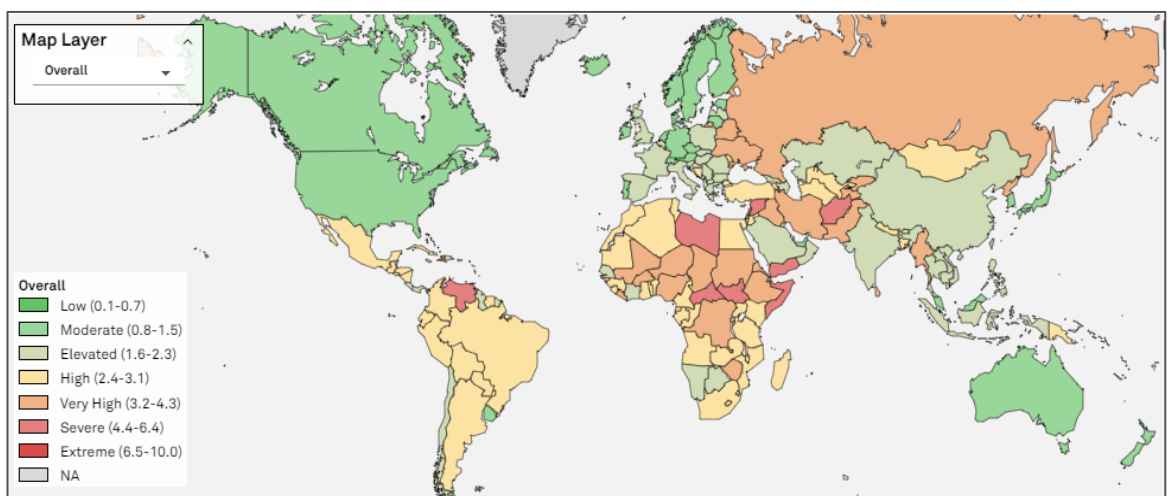 Map Layer
Overall
Overall
Low (0.1-0.7)
Moderate (0.8-1.5)
Elevated (1.6-2.3)
High (2.4-3.1)
Very High (3.2-4.3)
Severe (4.4-6.4)
Extreme (6.5-10.0)
NA